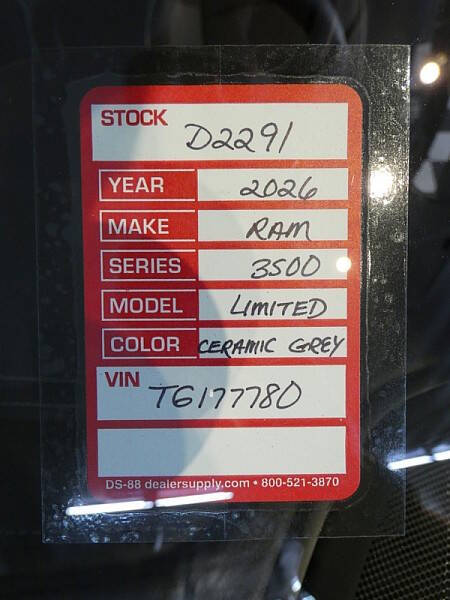 STOCK D2291
YEAR 2026
MAKE RAM
SERIES 3500
MODEL LIMITED
COLOR CERAMIC GREY
VIN TG177780
DS-88 dealersupply.com • 800-521-3870